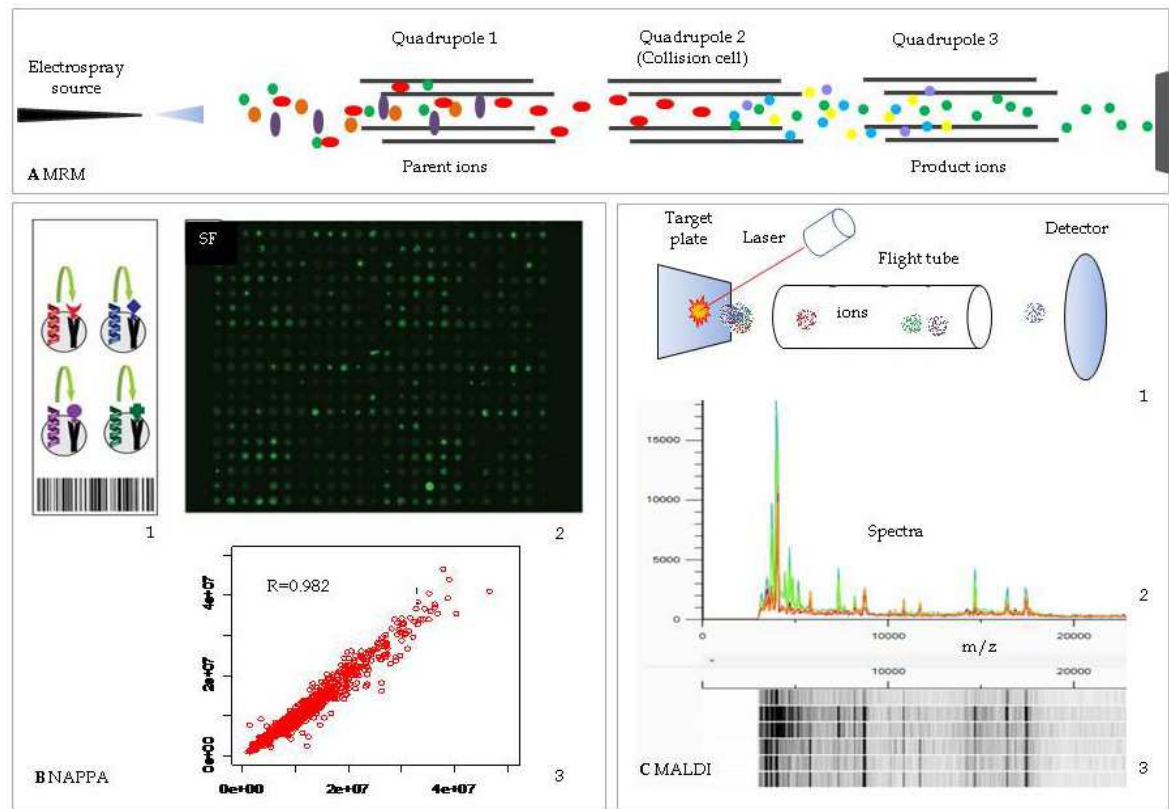 Quadrupole 1
Quadrupole 2
(Collision cell)
Quadrupole 3
Electrospray
source
Parent ions
Product ions
A MRM
SF
1
2
R=0.982
0e+00
2e+07
4e+07
0e+00
2e+07
4e+07
B NAPPA
3
Target
plate
Laser
Flight tube
Detector
ions
1
15000
10000
5000
0
Spectra
2
0
10000
20000
m/z
10000
20000
C MALDI
3